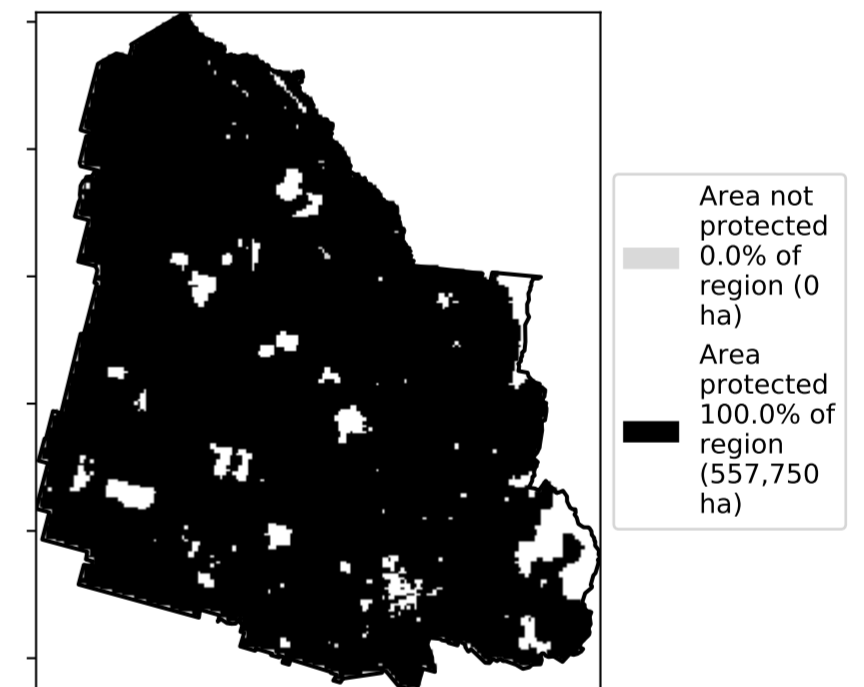 Area not
protected
0.0% of
region (0
ha)
Area
protected
100.0% of
region
(557,750
ha)